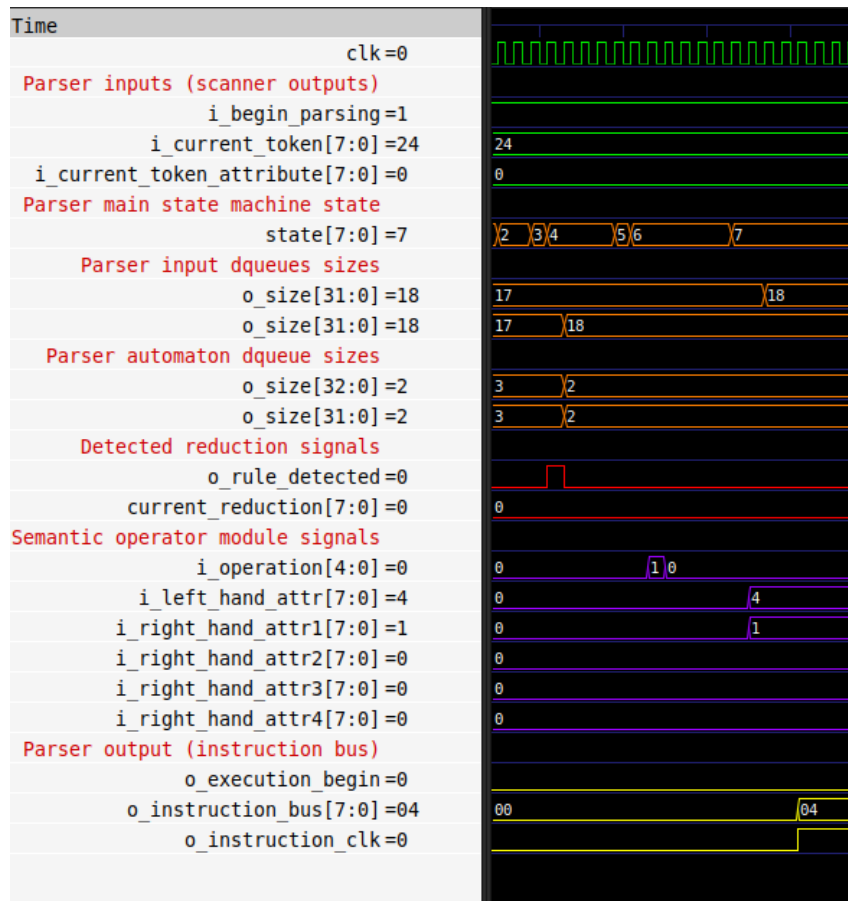 Time
clk=0
Parser inputs (scanner outputs)
i_begin_parsing=1
i_current_token[7:0]=24 24
i_current_token_attribute[7:0]=0 0
Parser main state machine state
state[7:0]=7 2 3 4 5 6 7
Parser input dqueues sizes
o_size[31:0]=18 17 18
o_size[31:0]=18 17 18
Parser automaton dqueue sizes
o_size[32:0]=2 3 2
o_size[31:0]=2 3 2
Detected reduction signals
o_rule_detected=0
current_reduction[7:0]=0 0
Semantic operator module signals
i_operation[4:0]=0 0 1 0
i_left_hand_attr[7:0]=4 0 4
i_right_hand_attr1[7:0]=1 0 1
i_right_hand_attr2[7:0]=0 0
i_right_hand_attr3[7:0]=0 0
i_right_hand_attr4[7:0]=0 0
Parser output (instruction bus)
o_execution_begin=0
o_instruction_bus[7:0]=04 00 04
o_instruction_clk=0